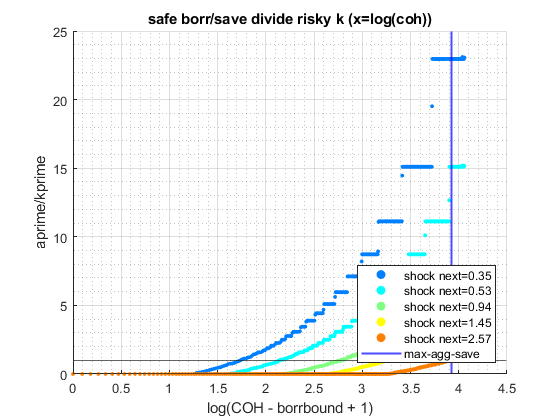 safe borr/save divide risky k (x=log(coh))
25
20
15
10
5
0
aprime/kprime
shock next=0.35
shock next=0.53
shock next=0.94
shock next=1.45
shock next=2.57
max-agg-save
0 0.5 1 1.5 2 2.5 3 3.5 4 4.5
log(COH - borrbound + 1)